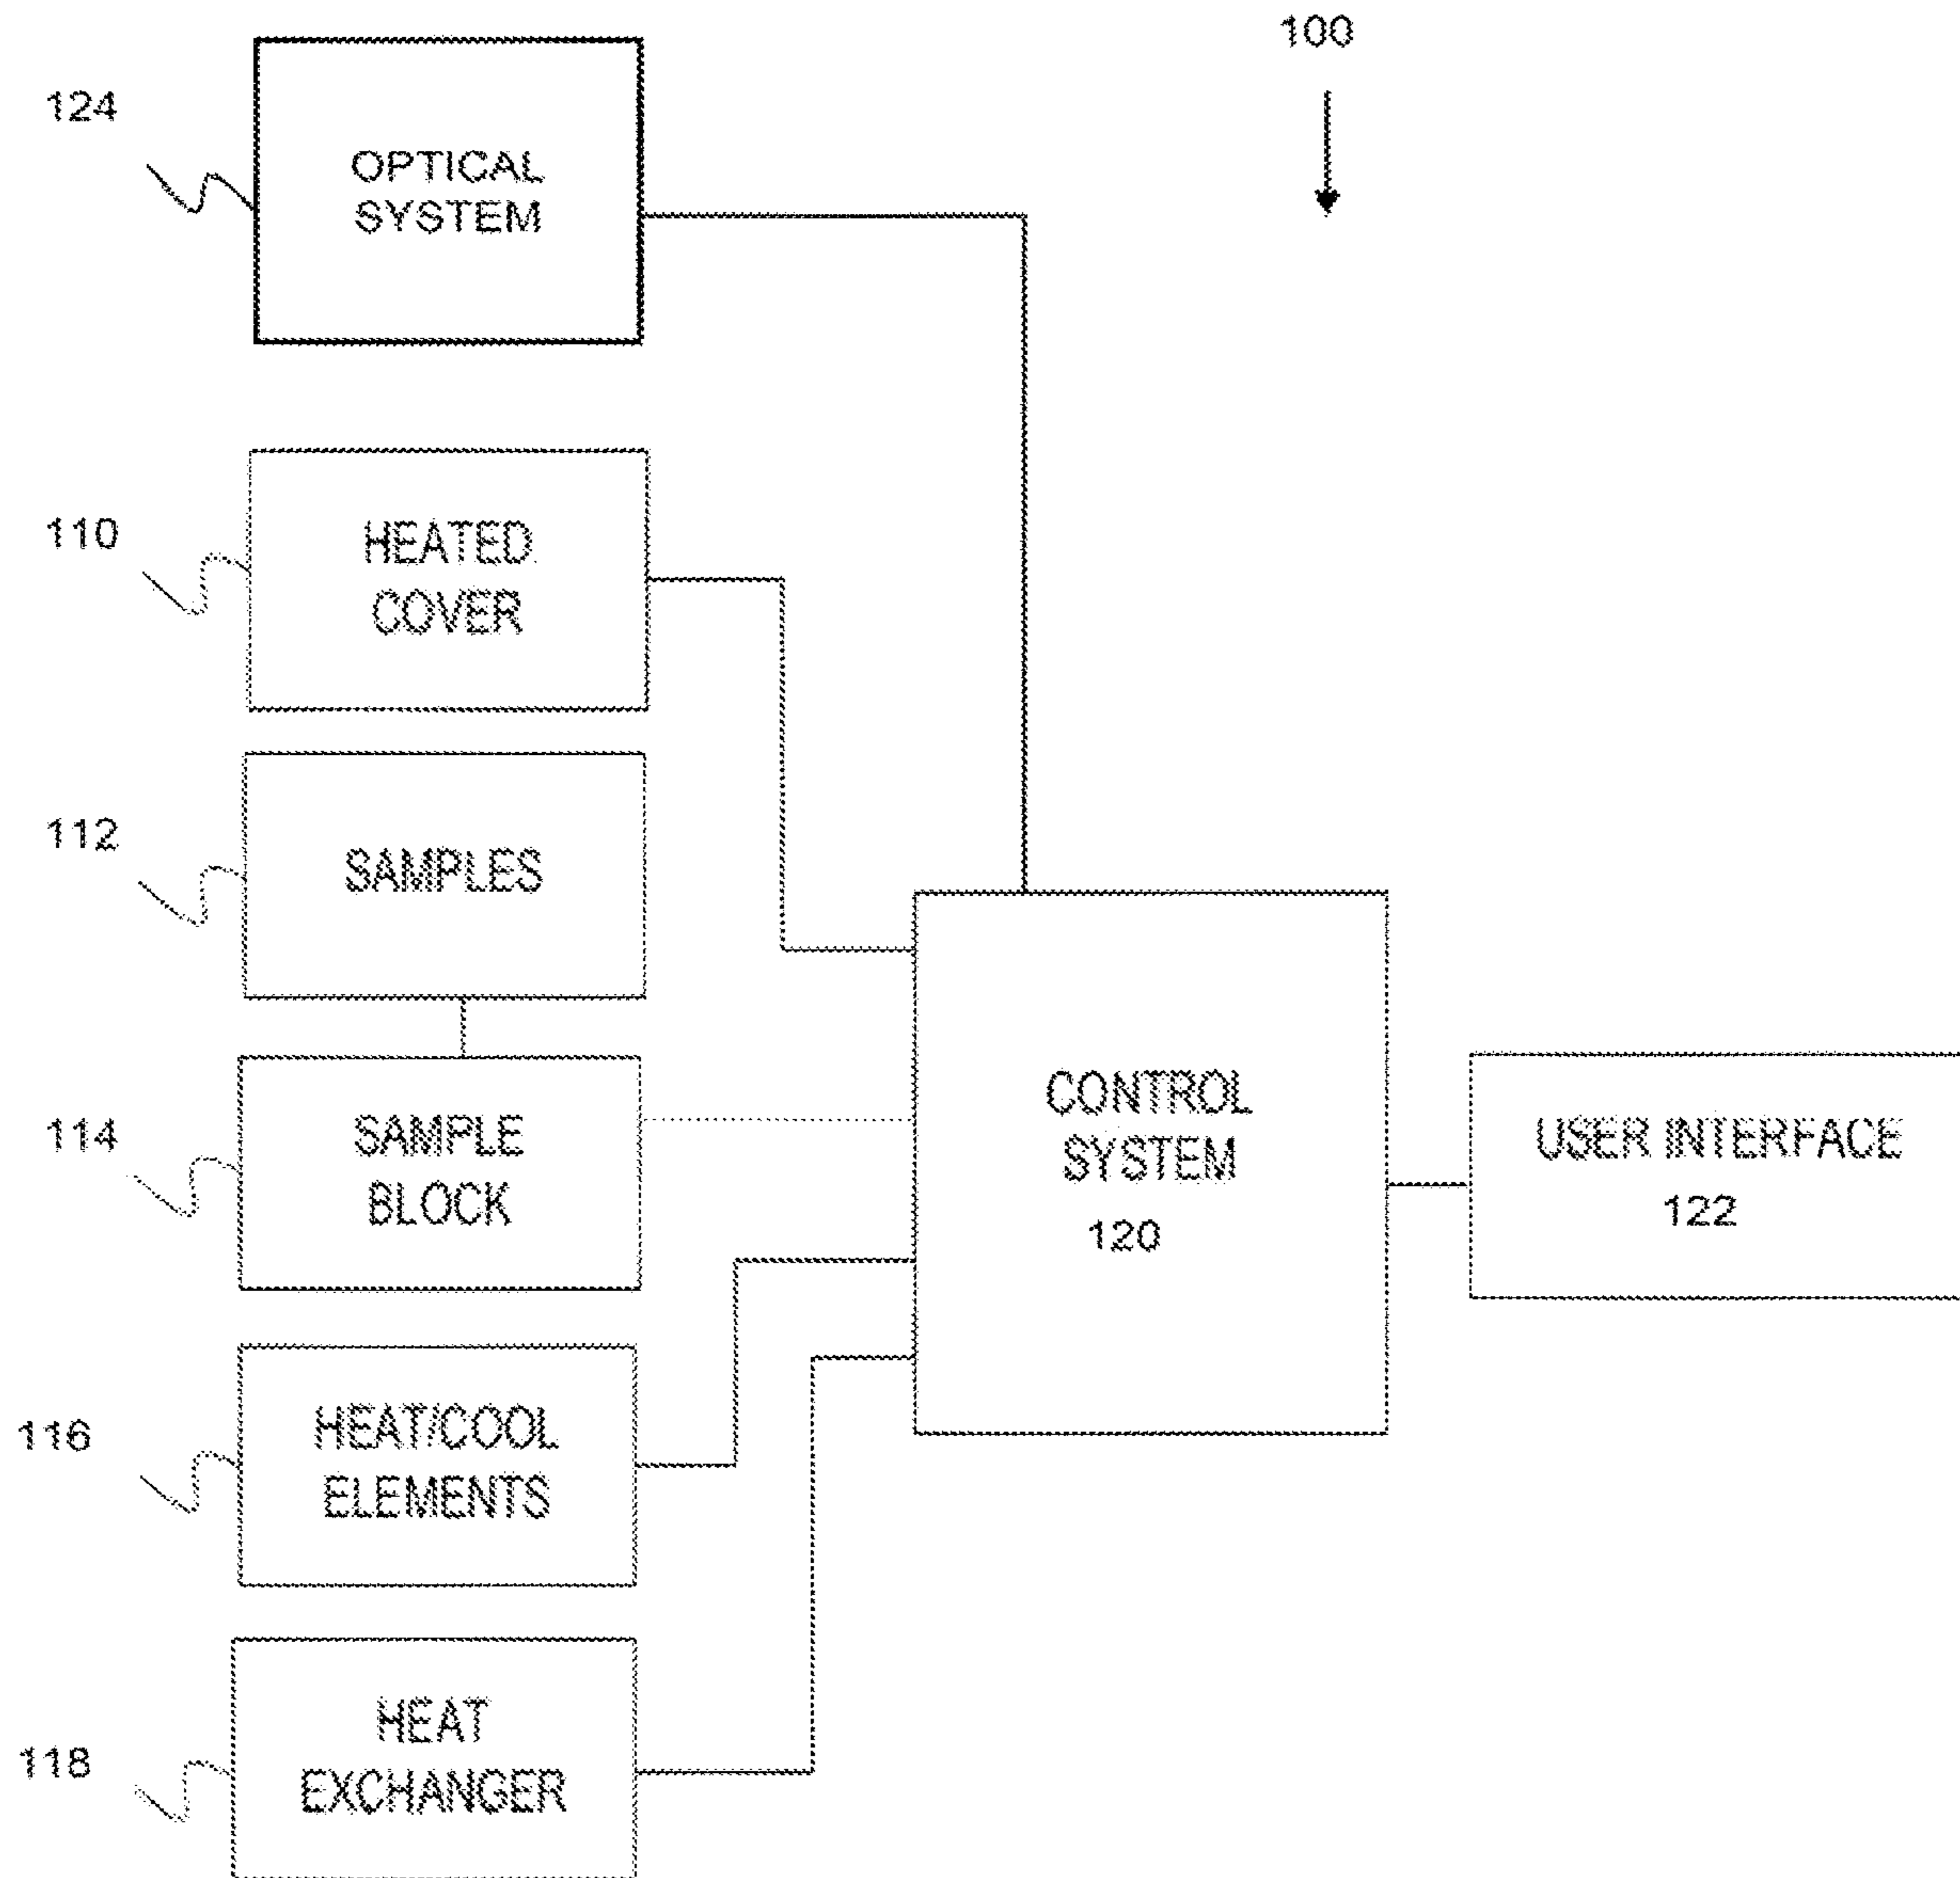 100
124
OPTICAL
SYSTEM
110
HEATED
COVER
112
SAMPLES
114
SAMPLE
BLOCK
CONTROL
SYSTEM
120
USER INTERFACE
122
116
HEAT/COOL
ELEMENTS
118
HEAT
EXCHANGER